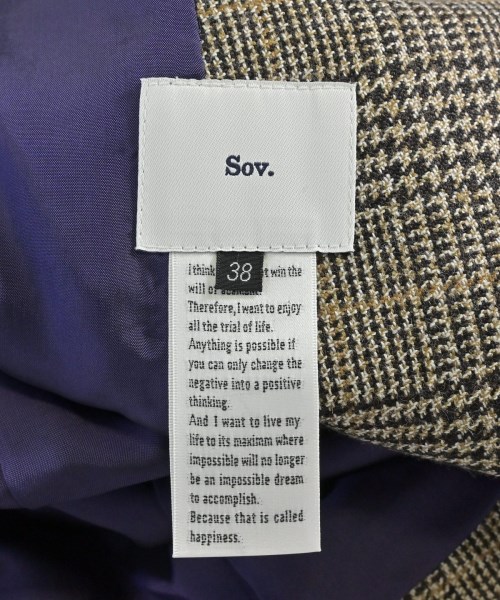 Sov.
38
I think t win the
will of
Therefore, I want to enjoy
all the trial of life.
Anything is possible if
you can only change the
negative into a positive
thinking.
And I want to live my
life to its maximm where
impossible will no longer
be an impossible dream
to accomplish.
Because that is called
happiness.